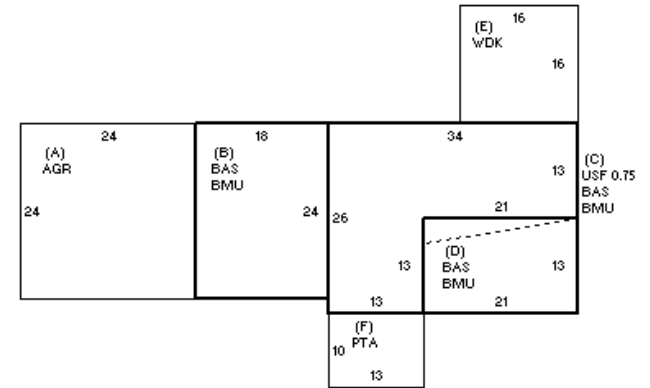 16
(E)
WDK
16
24
(A)
AGR
24
18
(B)
BAS
BMU
24
34
26
13
(C)
USF 0.75
BAS
BMU
21
13
(D)
BAS
BMU
13
13
21
(F)
PTA
10
13